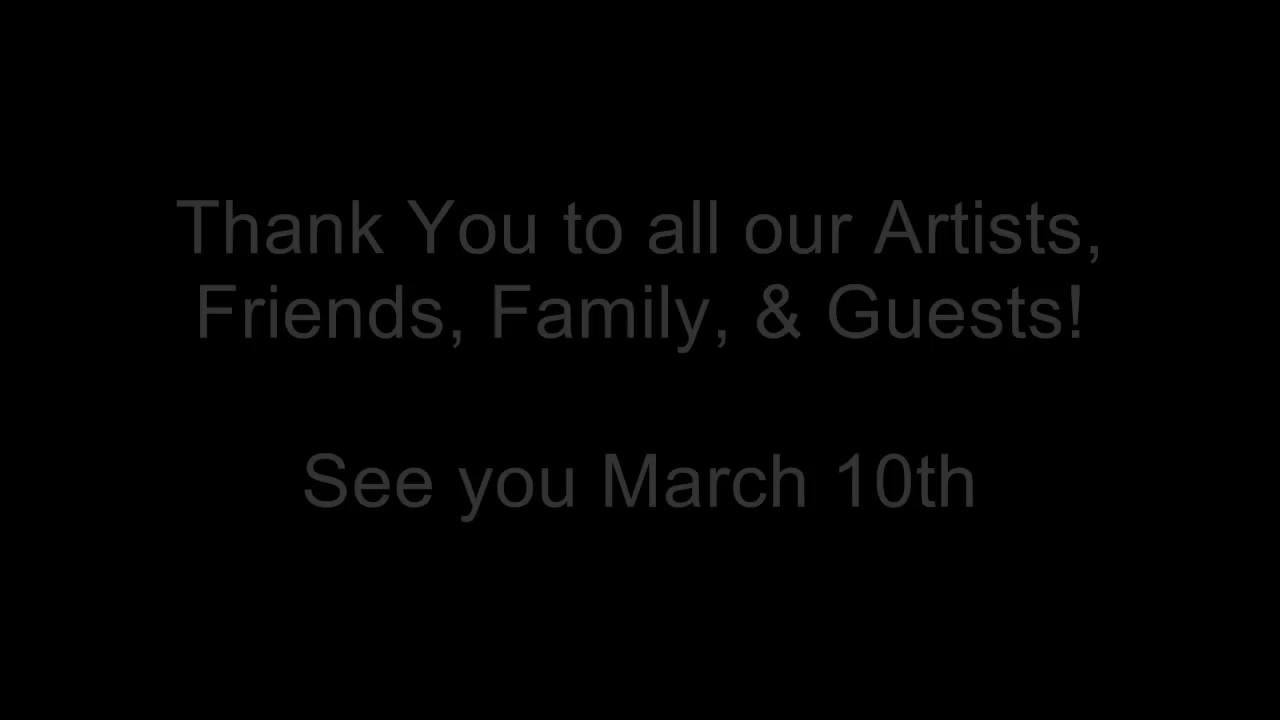 Thank You to all our Artists,
Friends, Family, & Guests!
See you March 10th